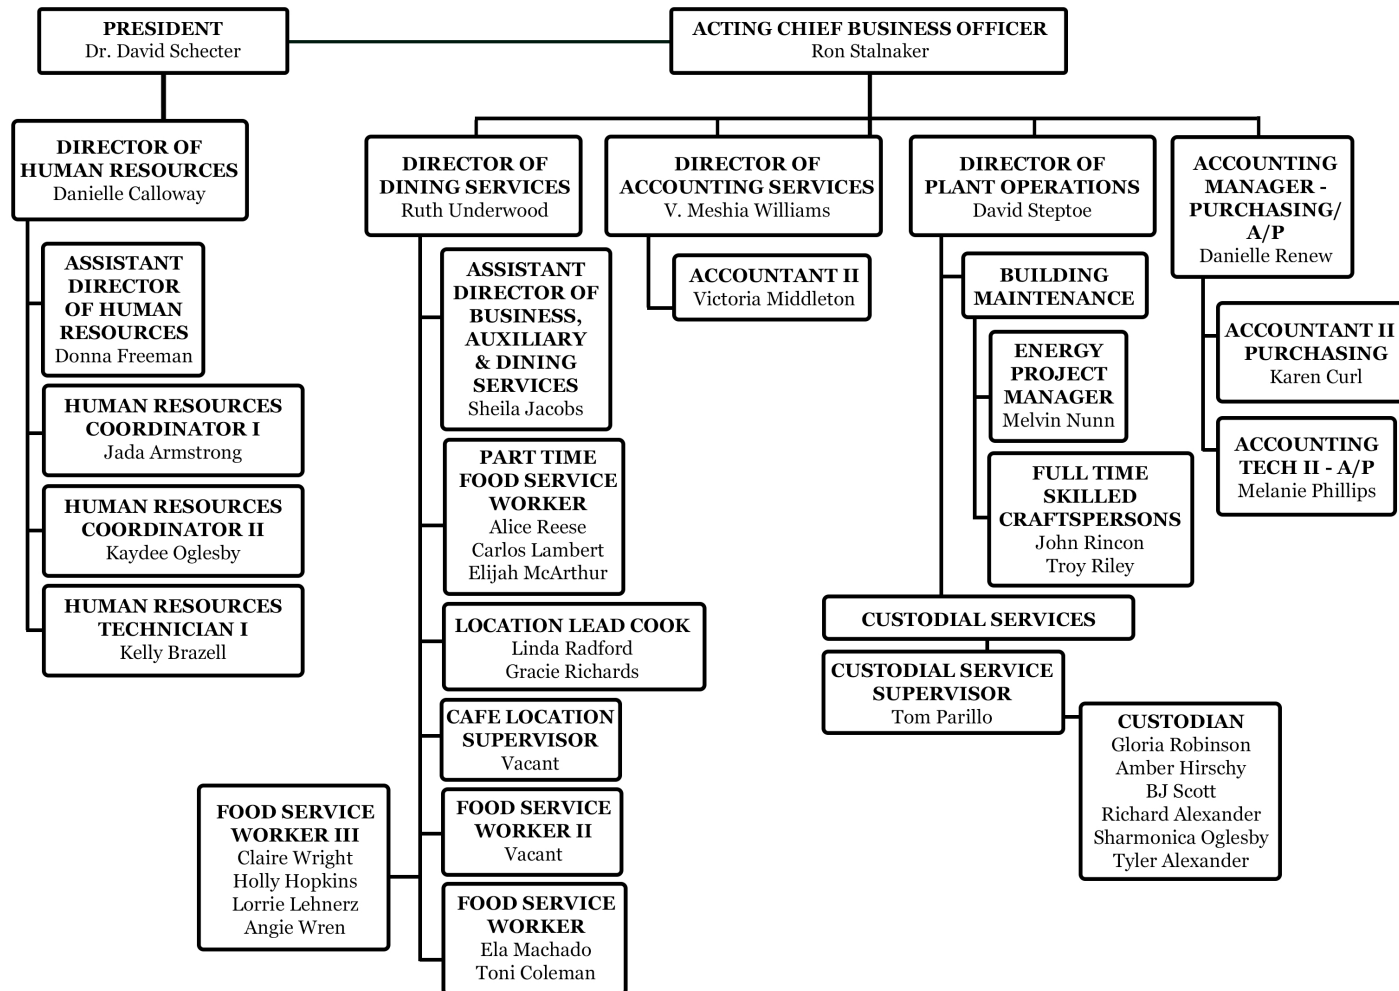 PRESIDENT
Dr. David Schecter
ACTING CHIEF BUSINESS OFFICER
Ron Stalnaker
DIRECTOR OF
HUMAN RESOURCES
Danielle Calloway
ASSISTANT
DIRECTOR
OF HUMAN
RESOURCES
Donna Freeman
HUMAN RESOURCES
COORDINATOR I
Jada Armstrong
HUMAN RESOURCES
COORDINATOR II
Kaydee Oglesby
HUMAN RESOURCES
TECHNICIAN I
Kelly Brazell
DIRECTOR OF
DINING SERVICES
Ruth Underwood
ASSISTANT
DIRECTOR OF
BUSINESS,
AUXILIARY
& DINING
SERVICES
Sheila Jacobs
PART TIME
FOOD SERVICE
WORKER
Alice Reese
Carlos Lambert
Elijah McArthur
LOCATION LEAD COOK
Linda Radford
Gracie Richards
CAFE LOCATION
SUPERVISOR
Vacant
FOOD SERVICE
WORKER II
Vacant
FOOD SERVICE
WORKER III
Claire Wright
Holly Hopkins
Lorrie Lehnerz
Angie Wren
FOOD SERVICE
WORKER
Ela Machado
Toni Coleman
DIRECTOR OF
ACCOUNTING SERVICES
V. Meshia Williams
ACCOUNTANT II
Victoria Middleton
DIRECTOR OF
PLANT OPERATIONS
David Steptoe
BUILDING
MAINTENANCE
ENERGY
PROJECT
MANAGER
Melvin Nunn
FULL TIME
SKILLED
CRAFTSPERSONS
John Rincon
Troy Riley
CUSTODIAL SERVICES
CUSTODIAL SERVICE
SUPERVISOR
Tom Parillo
CUSTODIAN
Gloria Robinson
Amber Hirschy
BJ Scott
Richard Alexander
Sharmonica Oglesby
Tyler Alexander
ACCOUNTING
MANAGER -
PURCHASING/
A/P
Danielle Renew
ACCOUNTANT II
PURCHASING
Karen Curl
ACCOUNTING
TECH II - A/P
Melanie Phillips